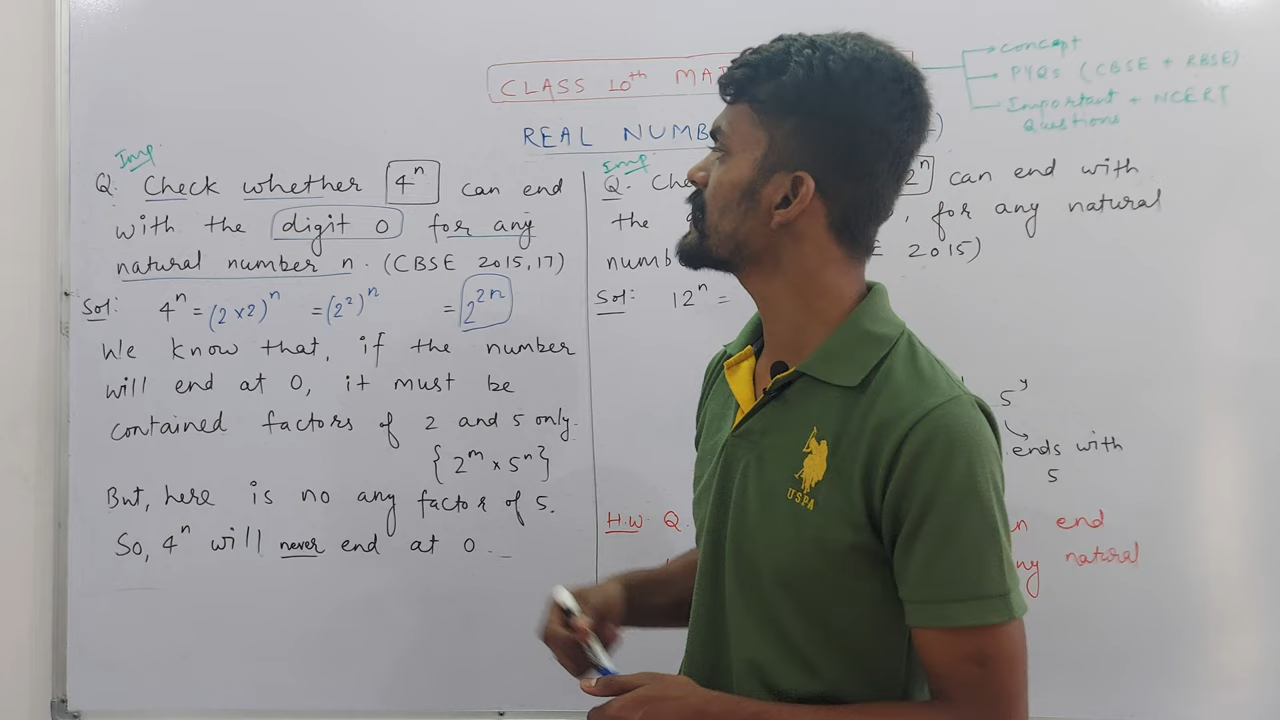 CLASS 10th MAT
REAL NUMB
concept
PYQs (CBSE + RBSE)
Important + NCERT
Questions
Imp
Q. Check whether 4ⁿ can end
with the digit 0 for any
natural number n. (CBSE 2015,17)
Sol: 4ⁿ = (2×2)ⁿ = (2²)ⁿ = 2²ⁿ
We know that, if the number
will end at 0, it must be
contained factors of 2 and 5 only.
{2ᵐ × 5ⁿ}
But, here is no any factor of 5.
So, 4ⁿ will never end at 0.
Imp
Q. Che 2ⁿ can end with
the , for any natural
numb 2015)
Sol: 12ⁿ =
5ʸ
ends with
5
H.W. Q. n end
ny natural
USPA